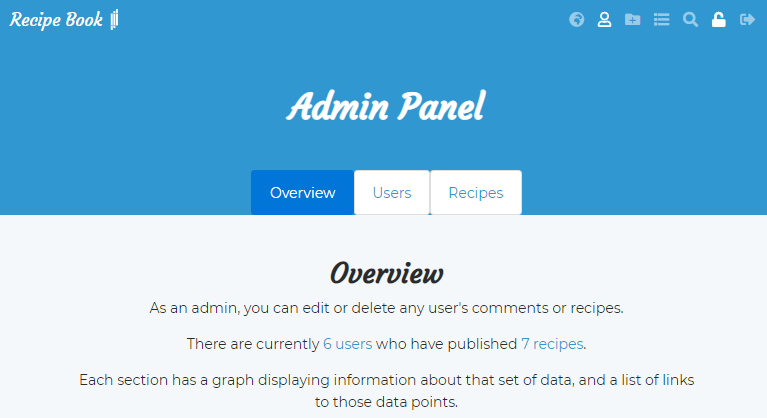 Recipe Book
Admin Panel
Overview
Users
Recipes
Overview
As an admin, you can edit or delete any user's comments or recipes.
There are currently 6 users who have published 7 recipes.
Each section has a graph displaying information about that set of data, and a list of links
to those data points.